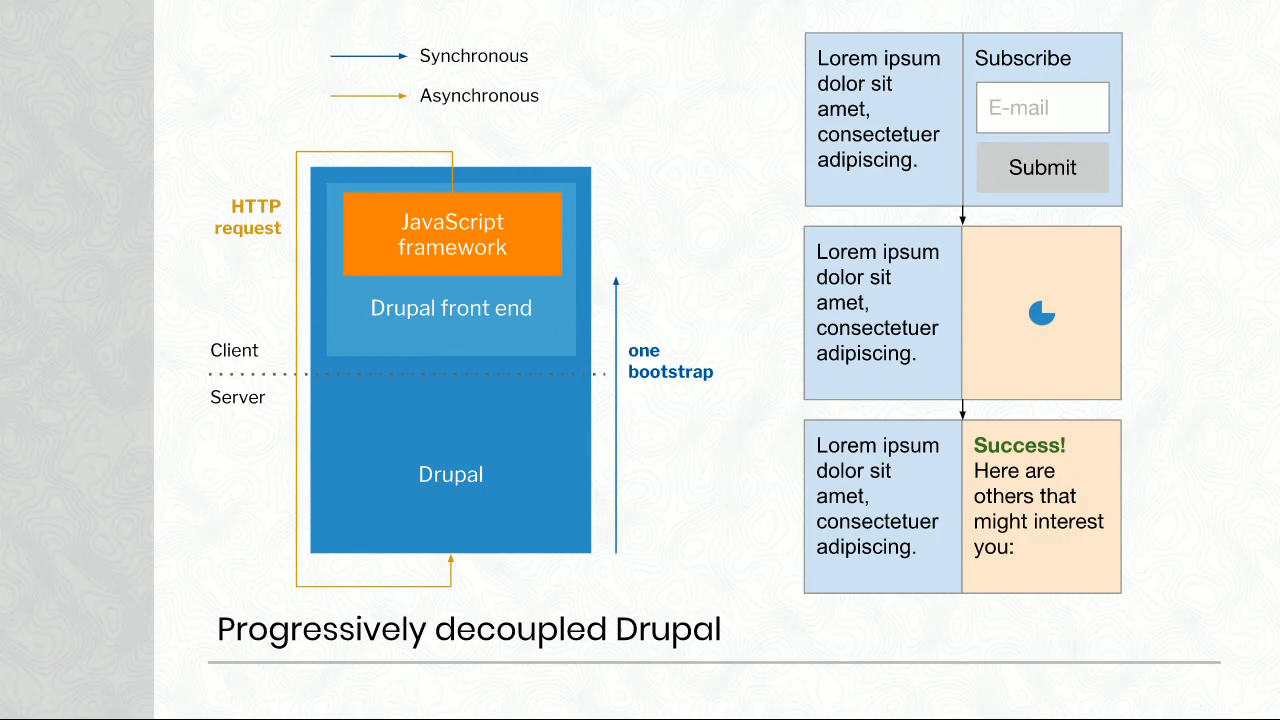 Synchronous
Asynchronous
HTTP
request
JavaScript
framework
Drupal front end
Client
Server
one
bootstrap
Drupal
Lorem ipsum
dolor sit
amet,
consectetuer
adipiscing.
Subscribe
E-mail
Submit
Lorem ipsum
dolor sit
amet,
consectetuer
adipiscing.
Lorem ipsum
dolor sit
amet,
consectetuer
adipiscing.
Success!
Here are
others that
might interest
you:
Progressively decoupled Drupal